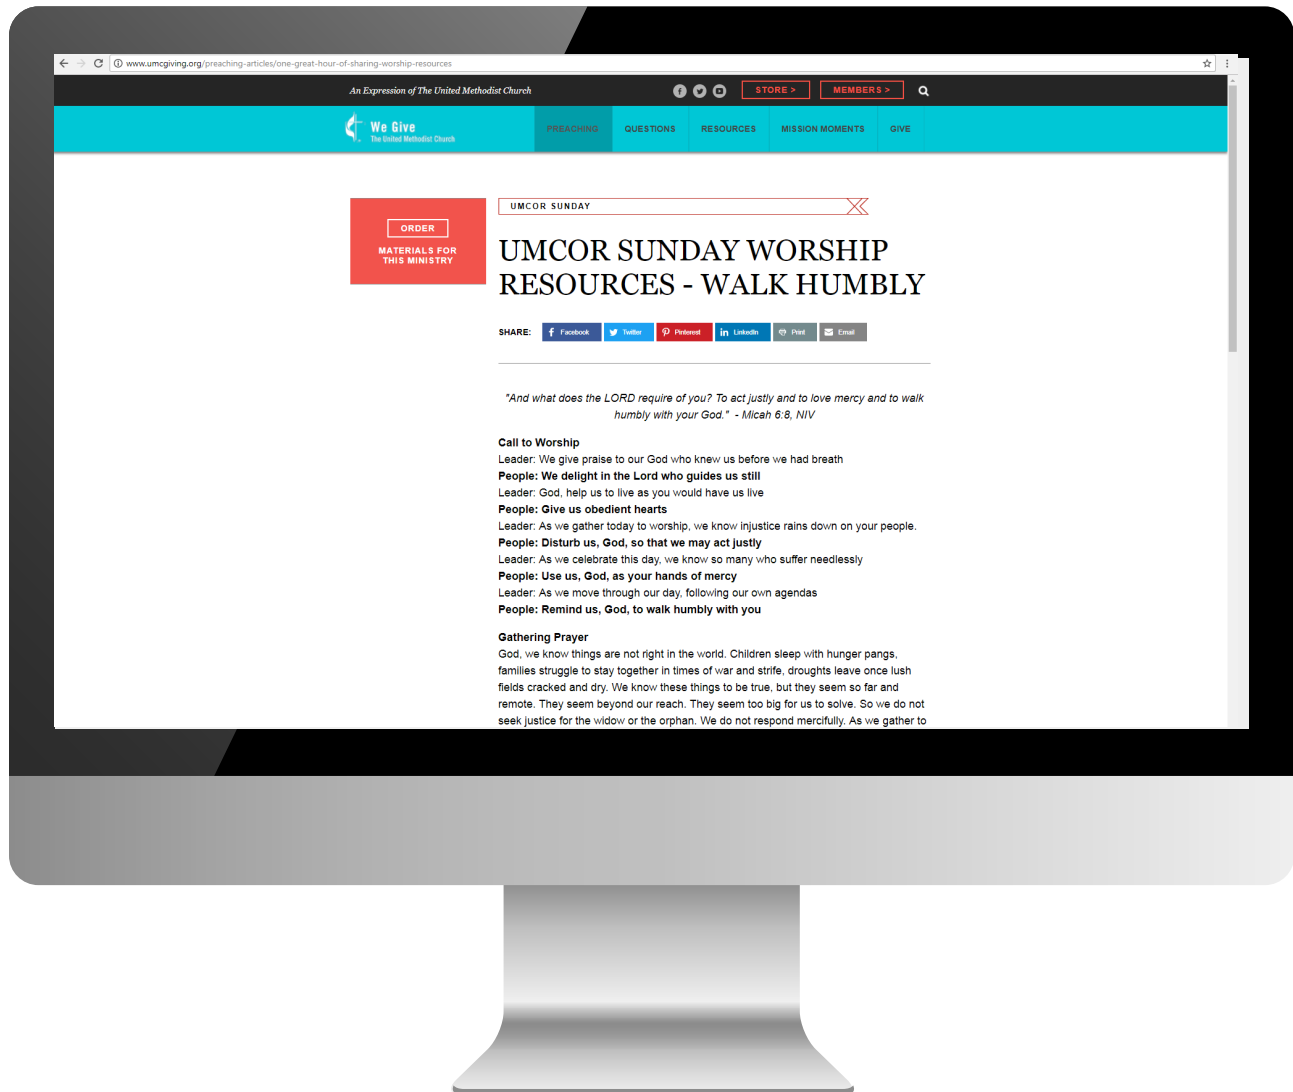 www.umcgiving.org/preaching-articles/one-great-hour-of-sharing-worship-resources
An Expression of The United Methodist Church
STORE >
MEMBERS >
We Give
The United Methodist Church
PREACHING
QUESTIONS
RESOURCES
MISSION MOMENTS
GIVE
ORDER
MATERIALS FOR
THIS MINISTRY
UMCOR SUNDAY
UMCOR SUNDAY WORSHIP
RESOURCES - WALK HUMBLY
SHARE:
Facebook
Twitter
Pinterest
LinkedIn
Print
Email
"And what does the LORD require of you? To act justly and to love mercy and to walk
humbly with your God." - Micah 6:8, NIV
Call to Worship
Leader: We give praise to our God who knew us before we had breath
People: We delight in the Lord who guides us still
Leader: God, help us to live as you would have us live
People: Give us obedient hearts
Leader: As we gather today to worship, we know injustice rains down on your people.
People: Disturb us, God, so that we may act justly
Leader: As we celebrate this day, we know so many who suffer needlessly
People: Use us, God, as your hands of mercy
Leader: As we move through our day, following our own agendas
People: Remind us, God, to walk humbly with you
Gathering Prayer
God, we know things are not right in the world. Children sleep with hunger pangs,
families struggle to stay together in times of war and strife, droughts leave once lush
fields cracked and dry. We know these things to be true, but they seem so far and
remote. They seem beyond our reach. They seem too big for us to solve. So we do not
seek justice for the widow or the orphan. We do not respond mercifully. As we gather to